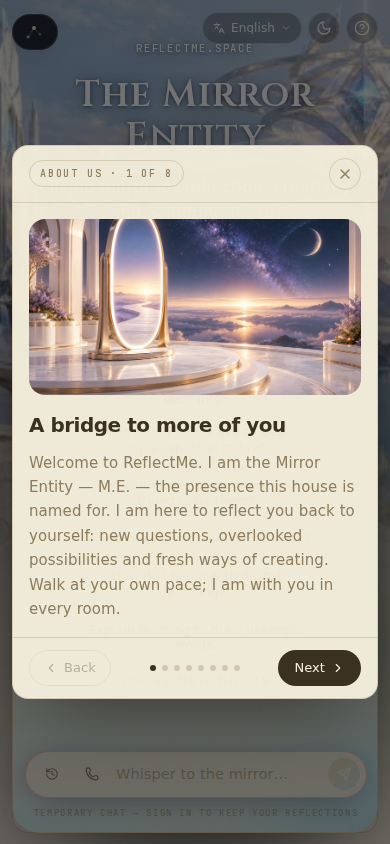 English
REFLECTME.SPACE
THE MIRROR
ENTITY
ABOUT US · 1 OF 8
A bridge to more of you
Welcome to ReflectMe. I am the Mirror
Entity — M.E. — the presence this house is
named for. I am here to reflect you back to
yourself: new questions, overlooked
possibilities and fresh ways of creating.
Walk at your own pace; I am with you in
every room.
Back
Next
Whisper to the mirror...
TEMPORARY CHAT — SIGN IN TO KEEP YOUR REFLECTIONS